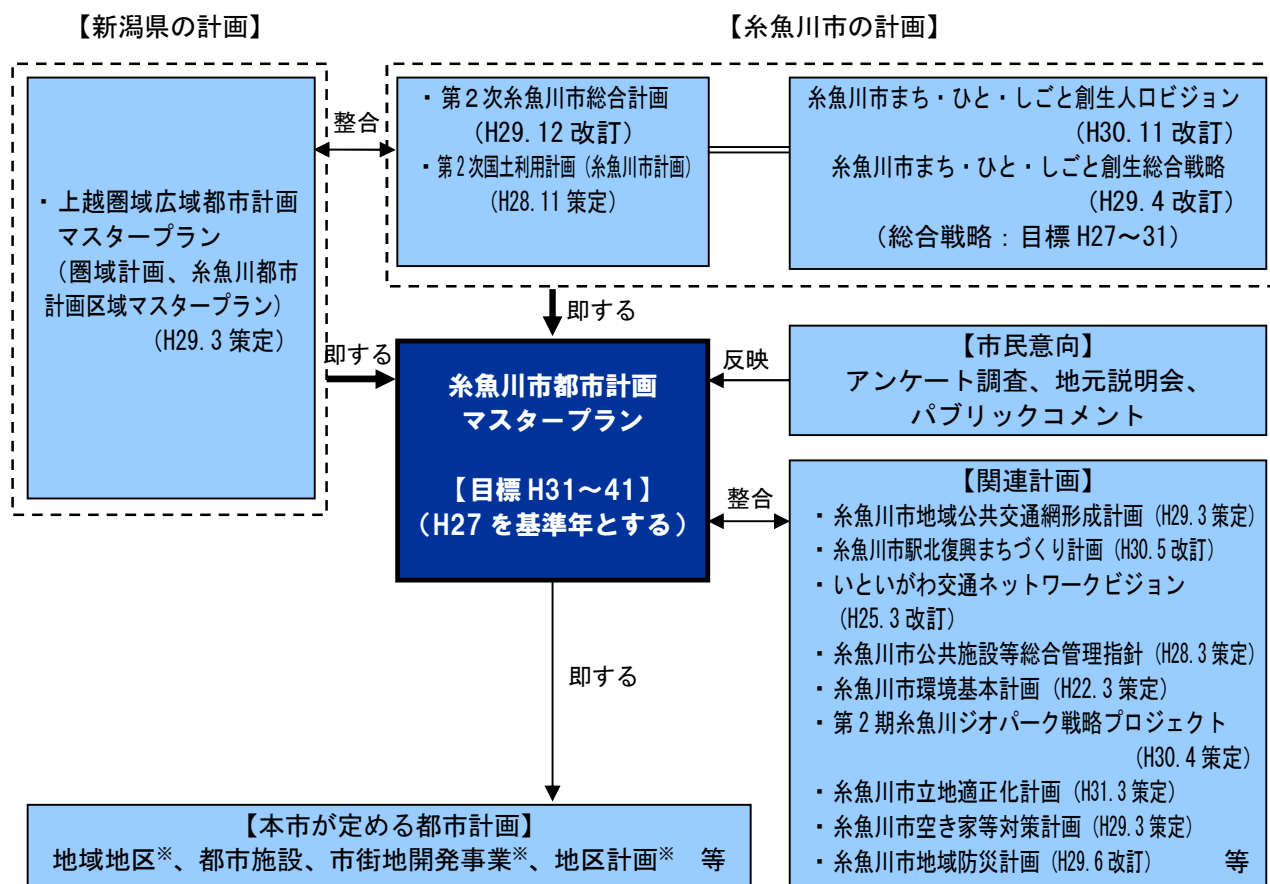 【新潟県の計画】
【糸魚川市の計画】
・上越圏域広域都市計画
マスタープラン
（圏域計画、糸魚川都市
計画区域マスタープラン）
（H29.3 策定）
整合
・第２次糸魚川市総合計画
（H29.12 改訂）
・第２次国土利用計画（糸魚川市計画）
（H28.11 策定）
糸魚川市まち・ひと・しごと創生人口ビジョン
（H30.11 改訂）
糸魚川市まち・ひと・しごと創生総合戦略
（H29.4 改訂）
（総合戦略：目標 H27～31）
即する
即する
糸魚川市都市計画
マスタープラン
【目標 H31～41】
（H27 を基準年とする）
反映
【市民意向】
アンケート調査、地元説明会、
パブリックコメント
整合
【関連計画】
・糸魚川市地域公共交通網形成計画（H29.3 策定）
・糸魚川市駅北復興まちづくり計画（H30.5 改訂）
・いといがわ交通ネットワークビジョン
（H25.3 改訂）
・糸魚川市公共施設等総合管理指針（H28.3 策定）
・糸魚川市環境基本計画（H22.3 策定）
・第２期糸魚川ジオパーク戦略プロジェクト
（H30.4 策定）
・糸魚川市立地適正化計画（H31.3 策定）
・糸魚川市空き家等対策計画（H29.3 策定）
・糸魚川市地域防災計画（H29.6 改訂） 等
即する
【本市が定める都市計画】
地域地区※、都市施設、市街地開発事業※、地区計画※ 等